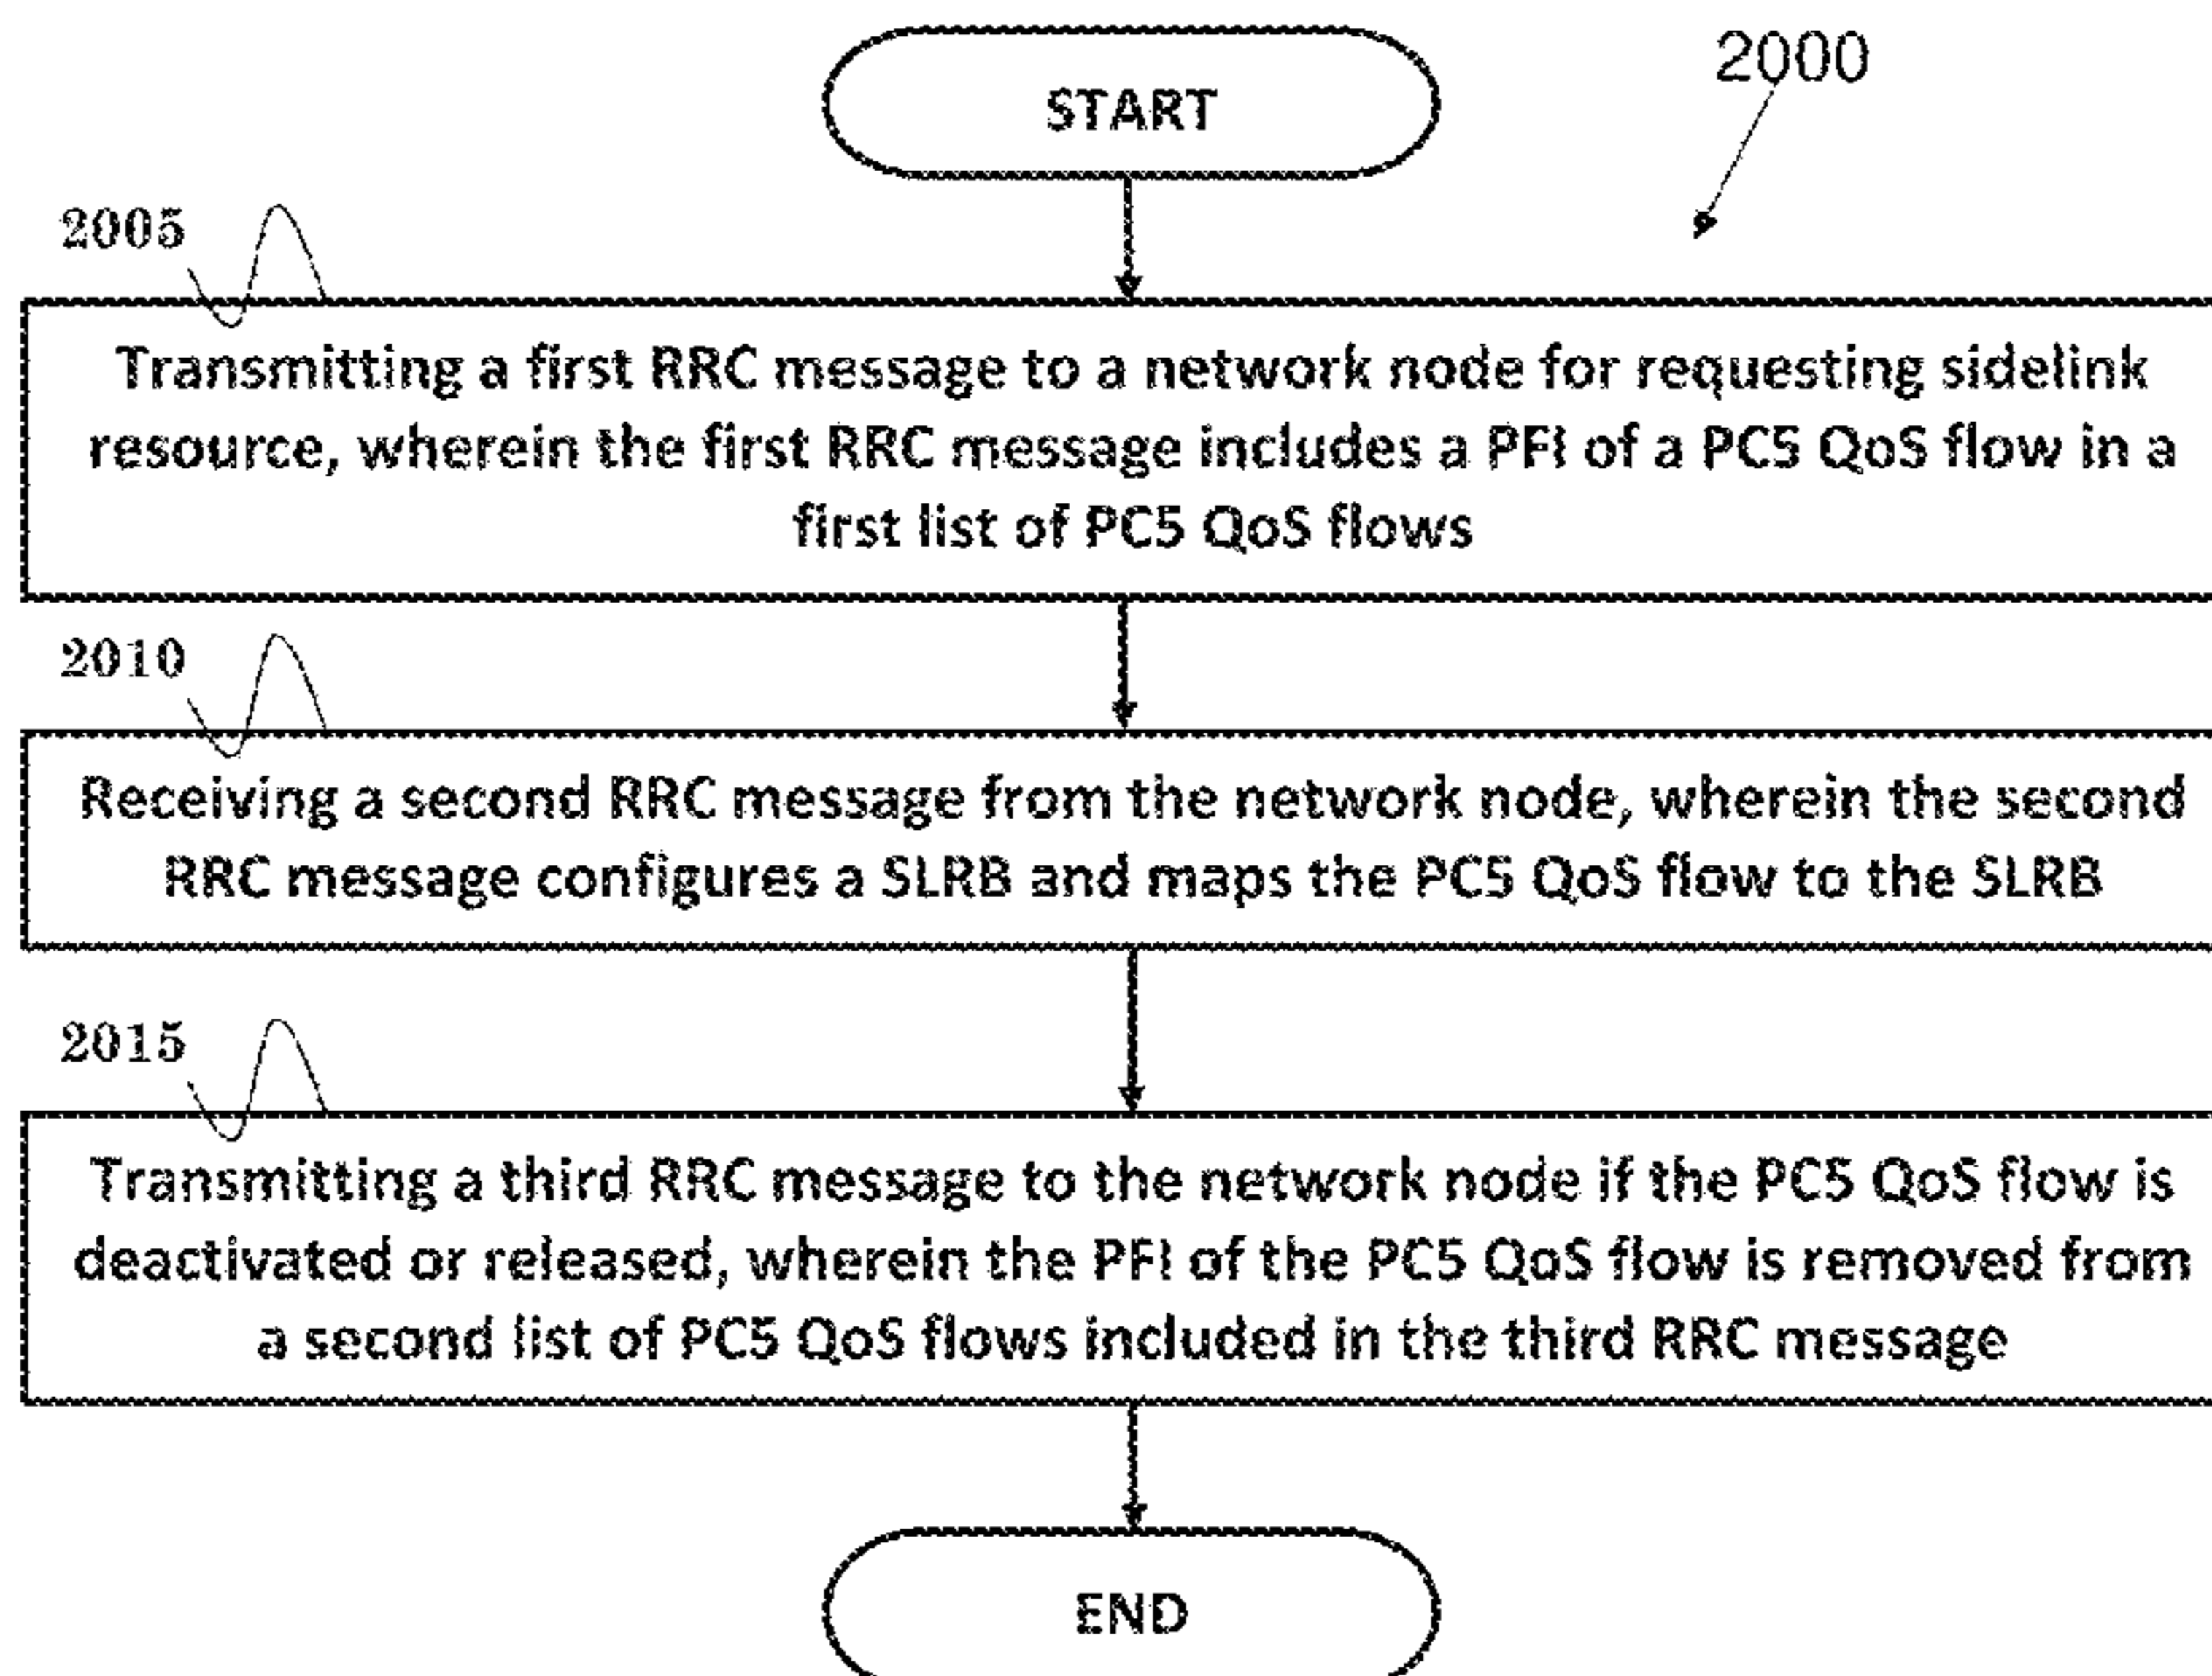 START
2000
2005
Transmitting a first RRC message to a network node for requesting sidelink
resource, wherein the first RRC message includes a PFI of a PC5 QoS flow in a
first list of PC5 QoS flows
2010
Receiving a second RRC message from the network node, wherein the second
RRC message configures a SLRB and maps the PC5 QoS flow to the SLRB
2015
Transmitting a third RRC message to the network node if the PC5 QoS flow is
deactivated or released, wherein the PFI of the PC5 QoS flow is removed from
a second list of PC5 QoS flows included in the third RRC message
END